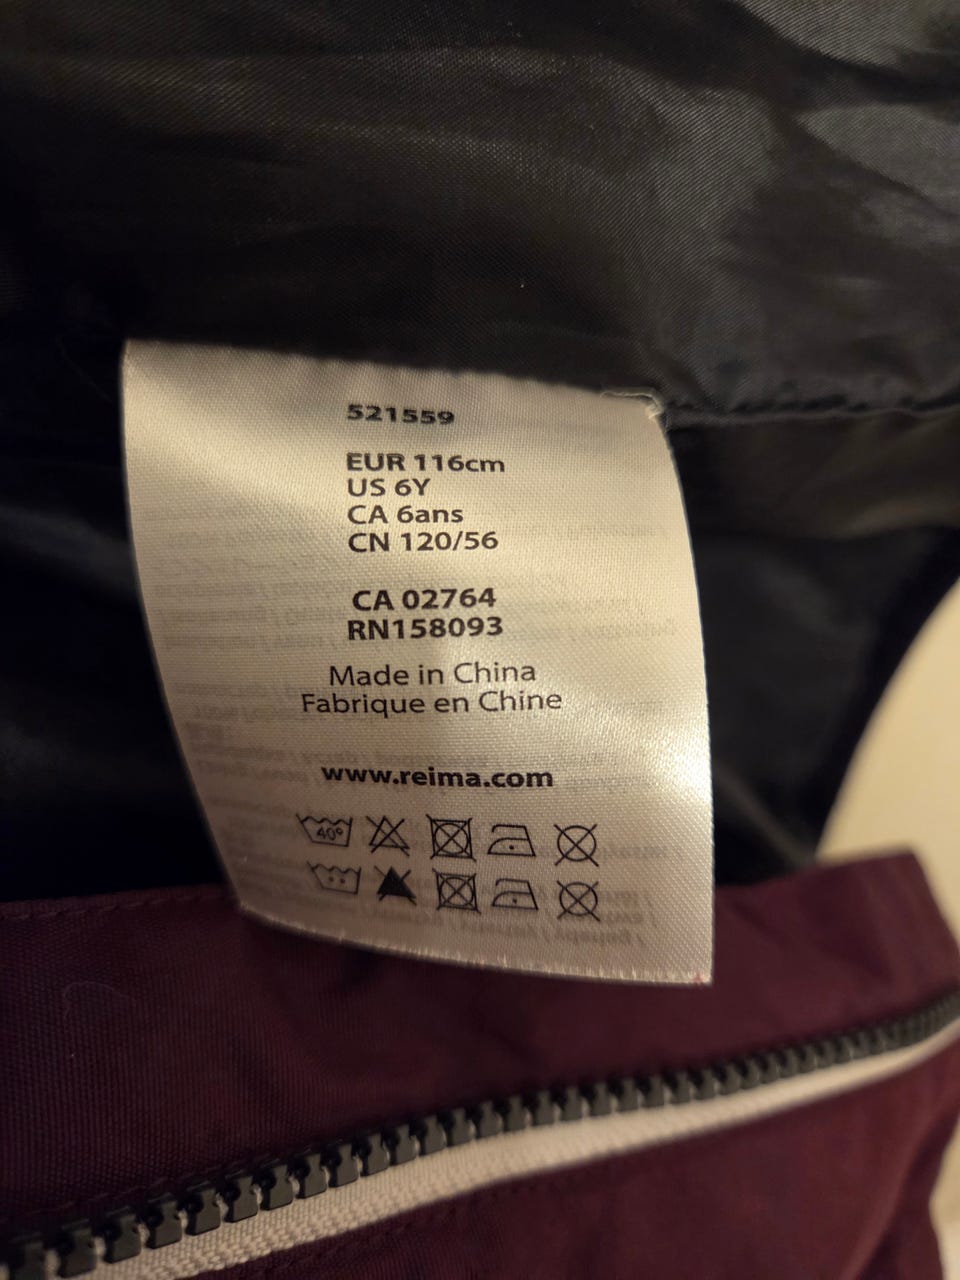 521559
EUR 116cm
US 6Y
CA 6ans
CN 120/56
CA 02764
RN158093
Made in China
Fabrique en Chine
www.reima.com
40°